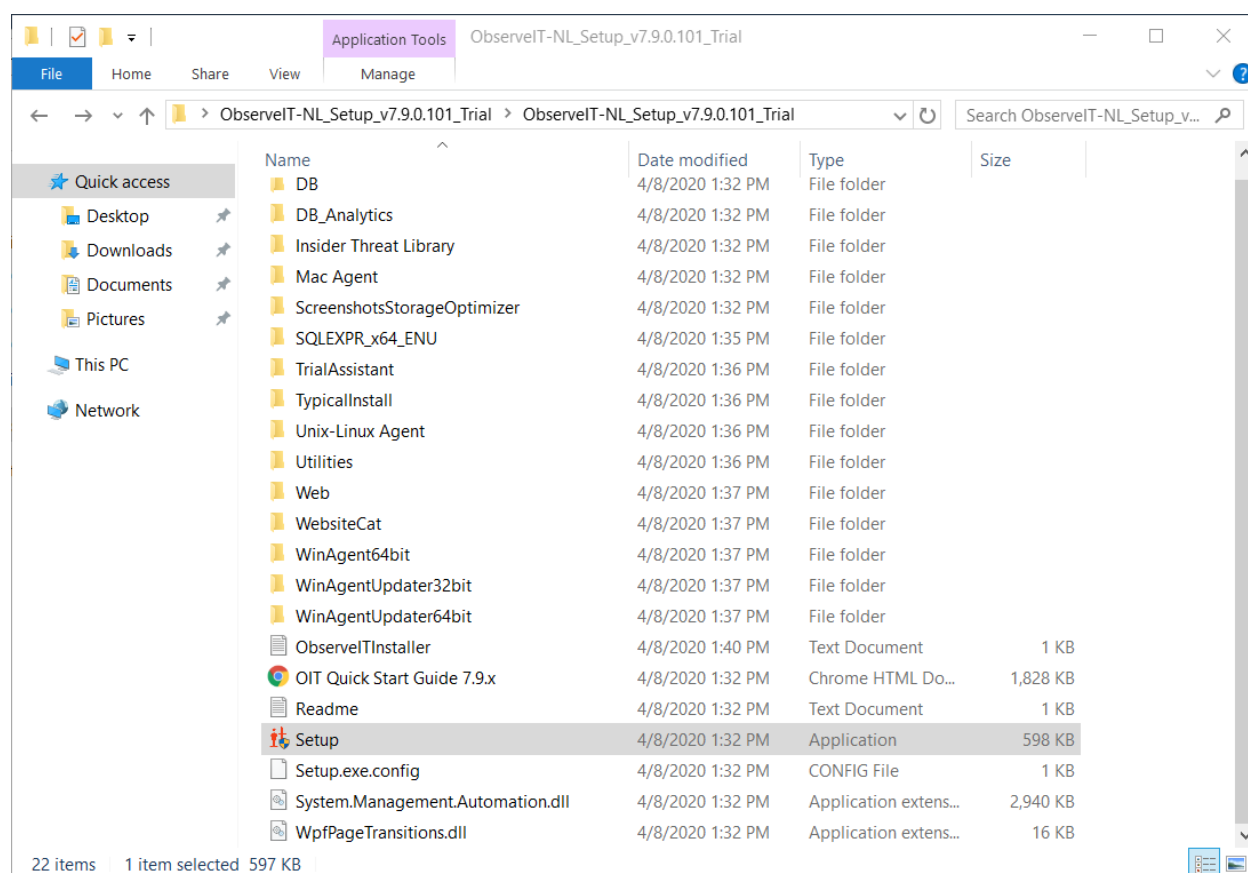 Application Tools ObserveIT-NL_Setup_v7.9.0.101_Trial
File Home Share View Manage
ObserveIT-NL_Setup_v7.9.0.101_Trial ObserveIT-NL_Setup_v7.9.0.101_Trial Search ObserveIT-NL_Setup_v...
Name Date modified Type Size
Quick access
Desktop
Downloads
Documents
Pictures
This PC
Network
DB 4/8/2020 1:32 PM File folder
DB_Analytics 4/8/2020 1:32 PM File folder
Insider Threat Library 4/8/2020 1:32 PM File folder
Mac Agent 4/8/2020 1:32 PM File folder
ScreenshotsStorageOptimizer 4/8/2020 1:32 PM File folder
SQLEXPR_x64_ENU 4/8/2020 1:35 PM File folder
TrialAssistant 4/8/2020 1:36 PM File folder
TypicalInstall 4/8/2020 1:36 PM File folder
Unix-Linux Agent 4/8/2020 1:36 PM File folder
Utilities 4/8/2020 1:36 PM File folder
Web 4/8/2020 1:37 PM File folder
WebsiteCat 4/8/2020 1:37 PM File folder
WinAgent64bit 4/8/2020 1:37 PM File folder
WinAgentUpdater32bit 4/8/2020 1:37 PM File folder
WinAgentUpdater64bit 4/8/2020 1:37 PM File folder
ObserveITInstaller 4/8/2020 1:40 PM Text Document 1 KB
OIT Quick Start Guide 7.9.x 4/8/2020 1:32 PM Chrome HTML Do... 1,828 KB
Readme 4/8/2020 1:32 PM Text Document 1 KB
Setup 4/8/2020 1:32 PM Application 598 KB
Setup.exe.config 4/8/2020 1:32 PM CONFIG File 1 KB
System.Management.Automation.dll 4/8/2020 1:32 PM Application extens... 2,940 KB
WpfPageTransitions.dll 4/8/2020 1:32 PM Application extens... 16 KB
22 items 1 item selected 597 KB